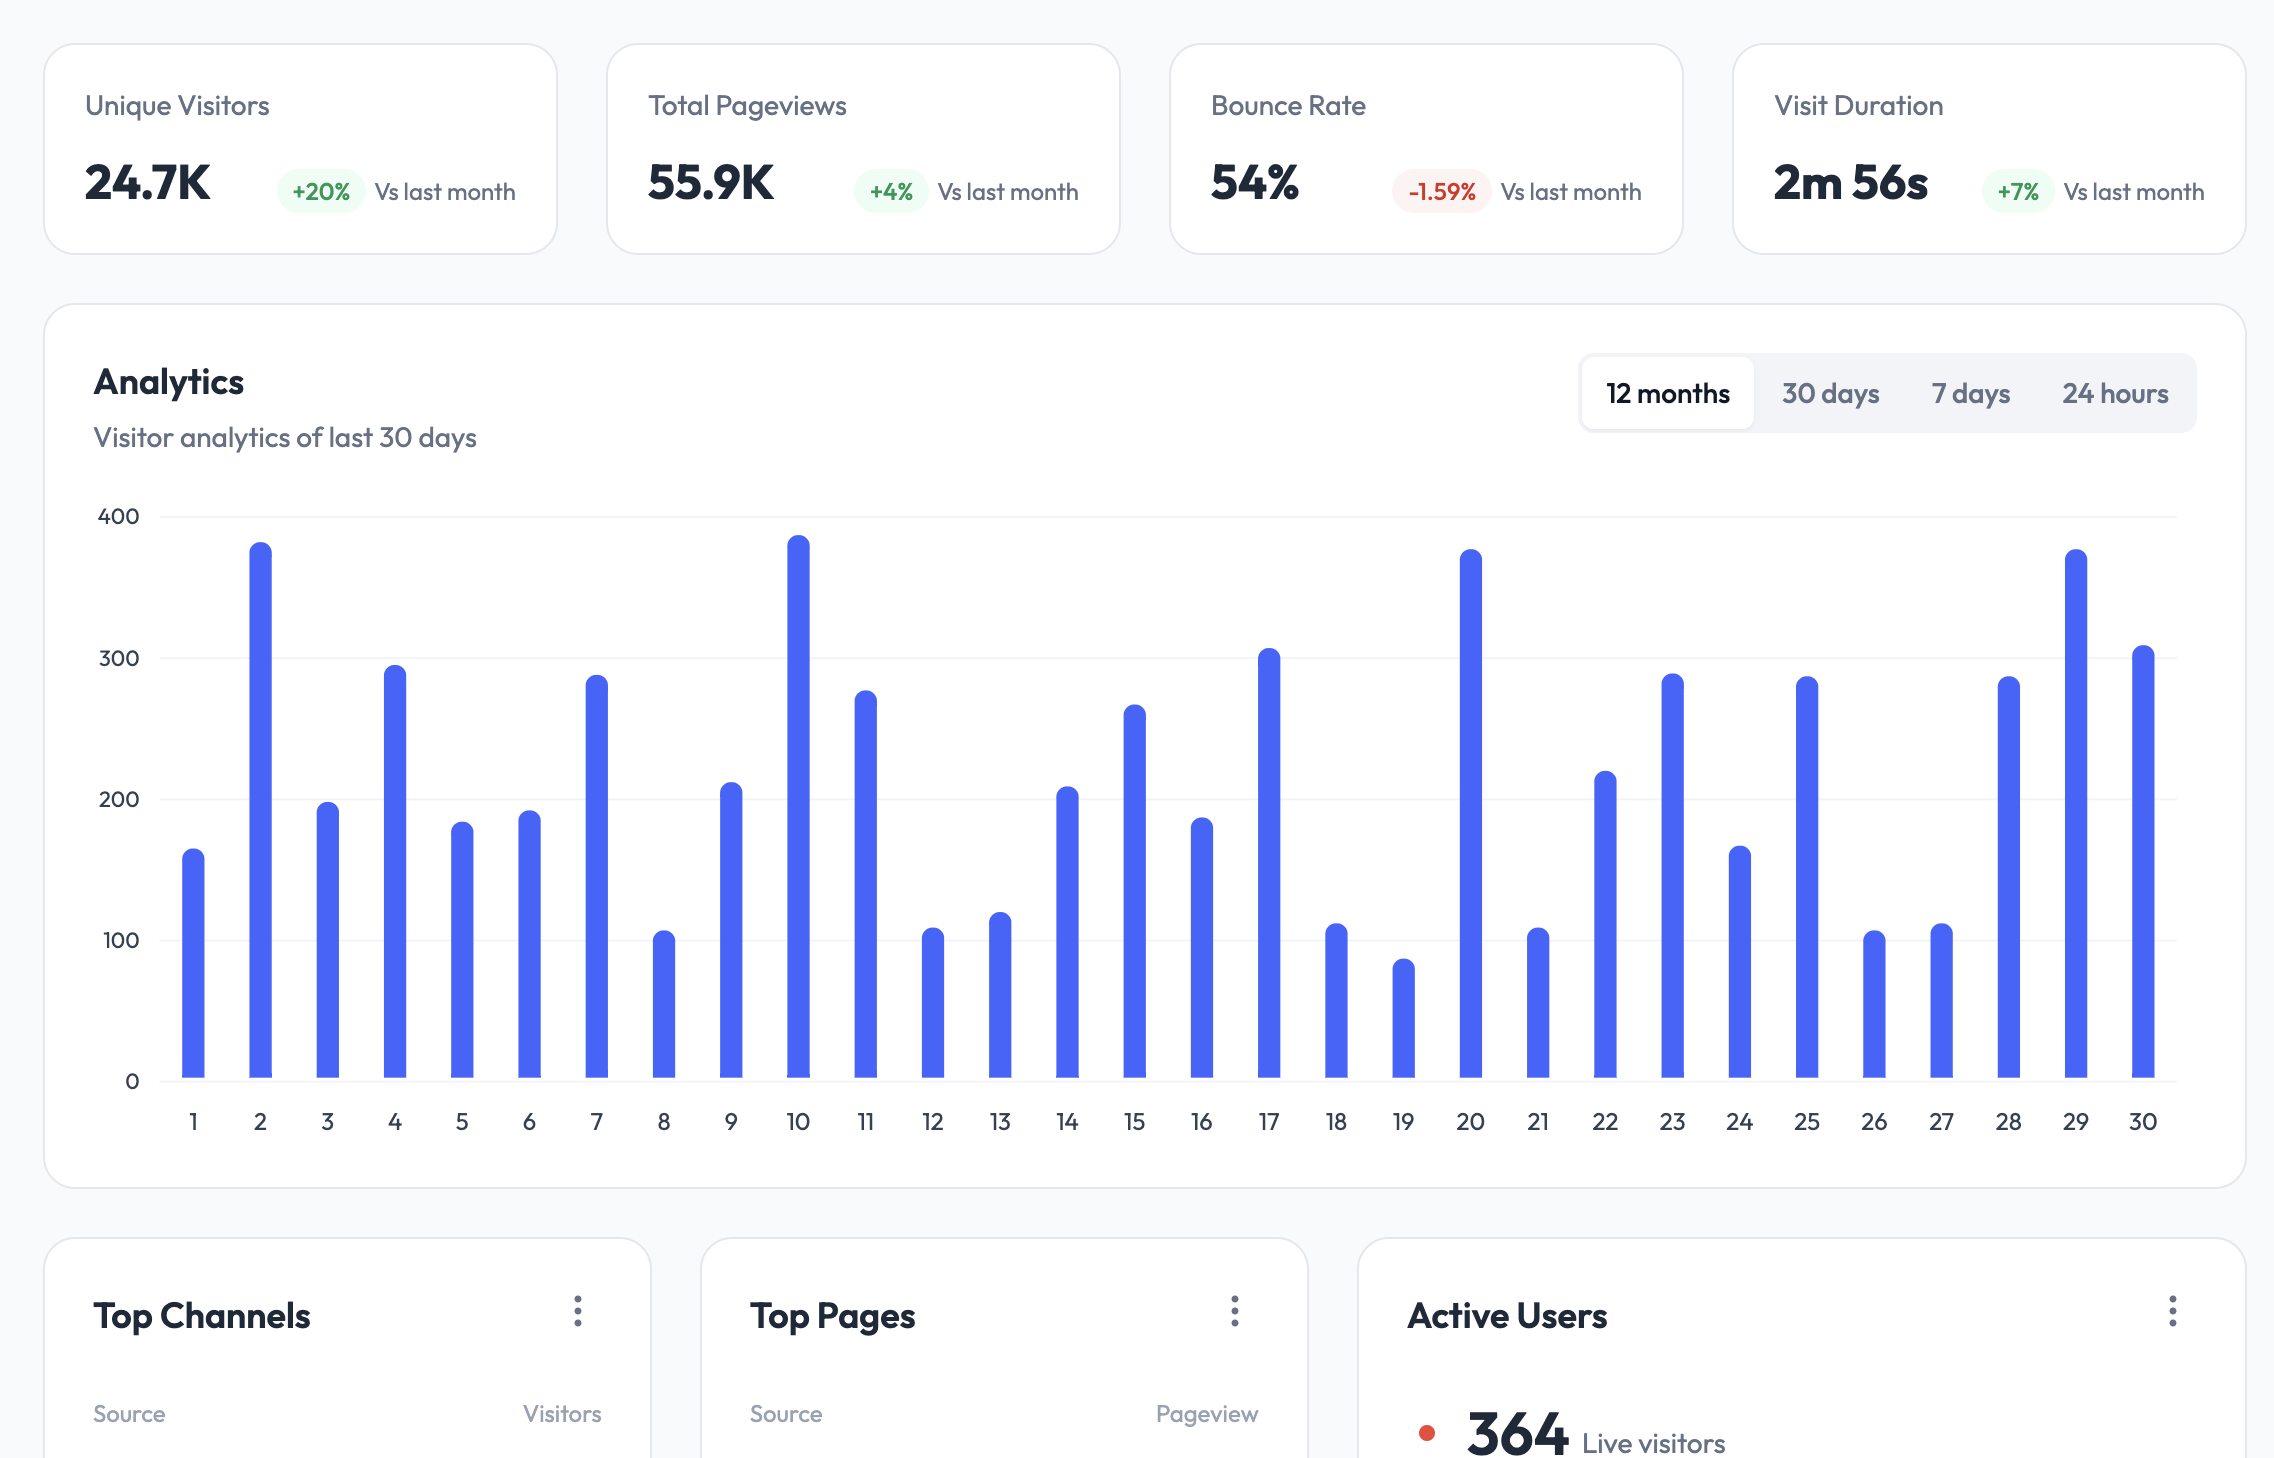 Unique Visitors
24.7K +20% Vs last month
Total Pageviews
55.9K +4% Vs last month
Bounce Rate
54% -1.59% Vs last month
Visit Duration
2m 56s +7% Vs last month
Analytics
Visitor analytics of last 30 days
12 months 30 days 7 days 24 hours
400
300
200
100
0
1 2 3 4 5 6 7 8 9 10 11 12 13 14 15 16 17 18 19 20 21 22 23 24 25 26 27 28 29 30
Top Channels
Source Visitors
Top Pages
Source Pageview
Active Users
364 Live visitors